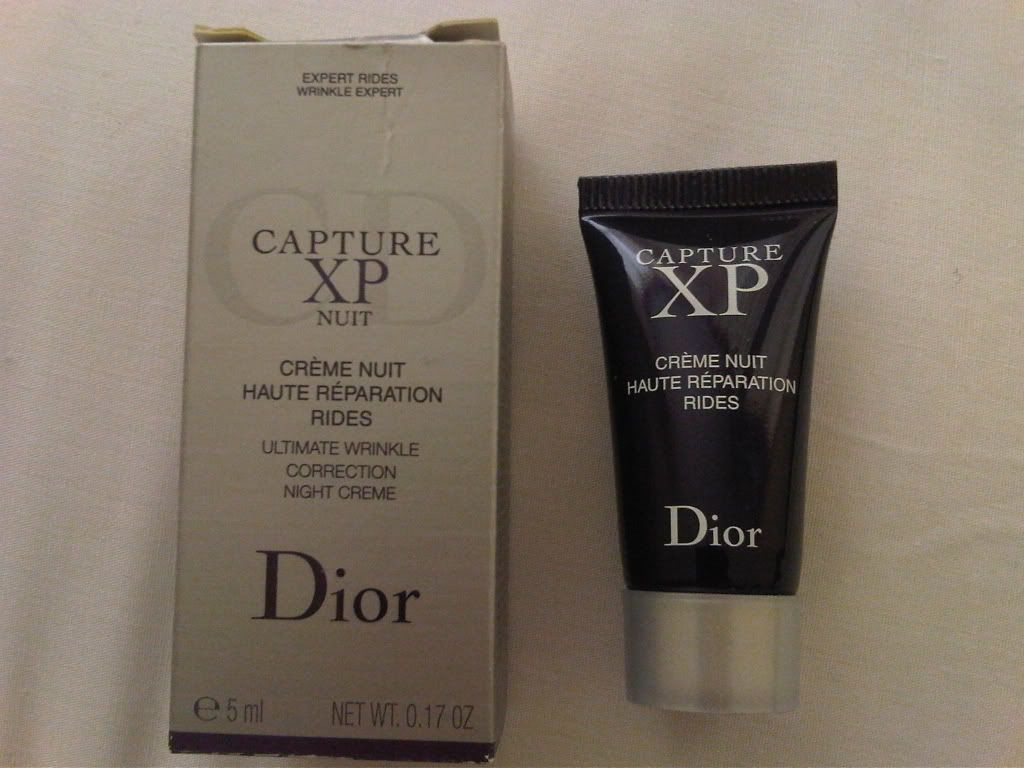 EXPERT RIDES
WRINKLE EXPERT
CD
CAPTURE
XP
NUIT
CRÈME NUIT
HAUTE RÉPARATION
RIDES
ULTIMATE WRINKLE
CORRECTION
NIGHT CREME
Dior
℮ 5 ml NET WT. 0.17 OZ
CAPTURE
XP
CRÈME NUIT
HAUTE RÉPARATION
RIDES
Dior